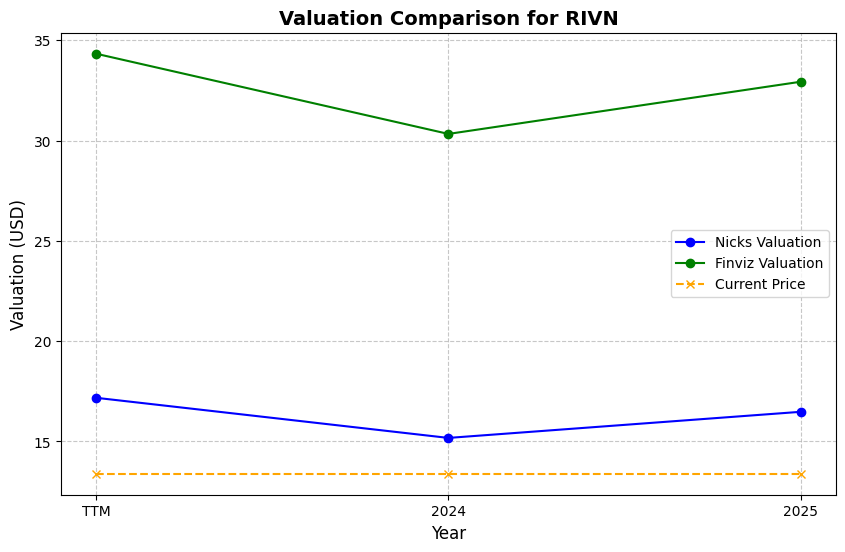 Valuation Comparison for RIVN
Valuation (USD)
35
30
25
20
15
Nicks Valuation
Finviz Valuation
Current Price
TTM
2024
2025
Year